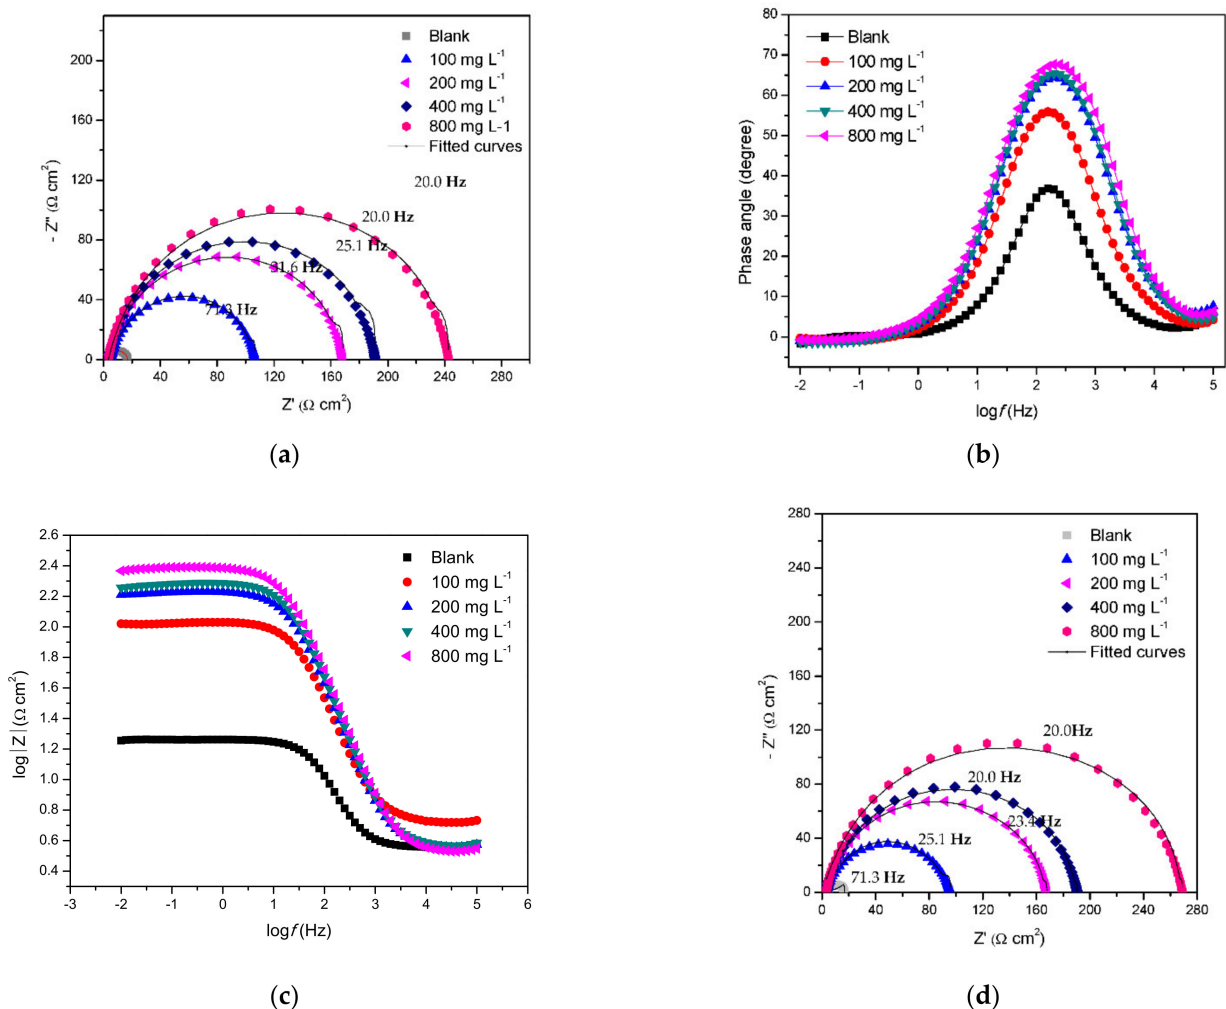 Blank
100 mg L-1
200 mg L-1
400 mg L-1
800 mg L-1
Fitted curves
20.0 Hz
20.0 Hz
25.1 Hz
31.6 Hz
- Z" (Ω cm2)
200
160
120
80
40
0
0 40 80 120 160 200 240 280
Z' (Ω cm2)
(a)
Blank
100 mg L-1
200 mg L-1
400 mg L-1
800 mg L-1
Phase angle (degree)
80
70
60
50
40
30
20
10
0
-2 -1 0 1 2 3 4 5
logf (Hz)
(b)
Blank
100 mg L-1
200 mg L-1
400 mg L-1
800 mg L-1
log |Z| (Ω cm2)
2.6
2.4
2.2
2.0
1.8
1.6
1.4
1.2
1.0
0.8
0.6
0.4
-3 -2 -1 0 1 2 3 4 5 6
logf (Hz)
(c)
Blank
100 mg L-1
200 mg L-1
400 mg L-1
800 mg L-1
Fitted curves
20.0Hz
20.0 Hz
23.4 Hz
25.1 Hz
71.3 Hz
- Z" (Ω cm2)
280
240
200
160
120
80
40
0
0 40 80 120 160 200 240 280
Z' (Ω cm2)
(d)